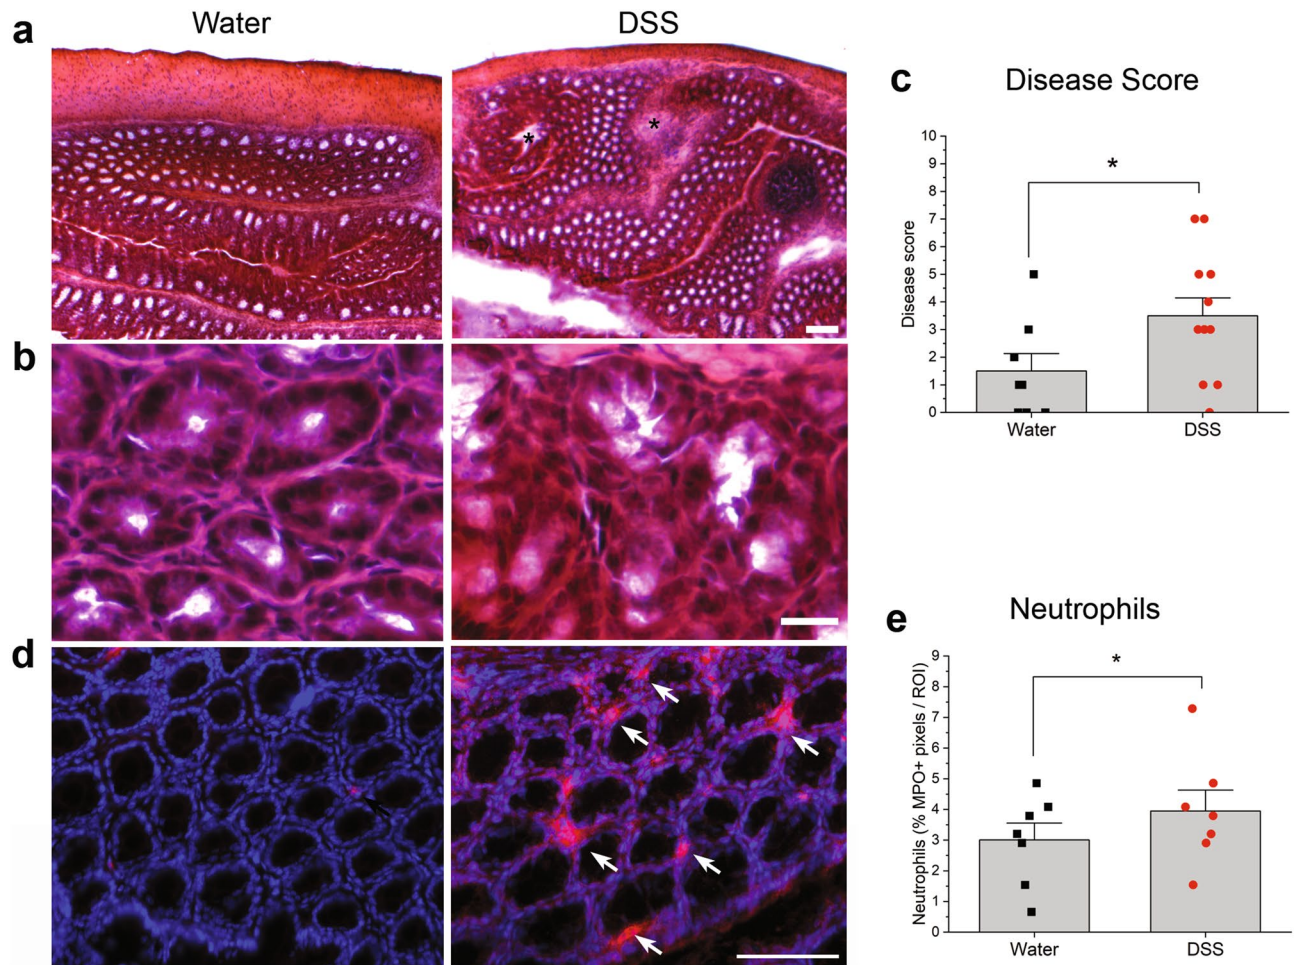 Water
DSS
a
*
*
b
d
c
Disease Score
*
Disease score
10
9
8
7
6
5
4
3
2
1
0
Water
DSS
e
Neutrophils
*
Neutrophils (% MPO+ pixels / ROI)
9
8
7
6
5
4
3
2
1
0
Water
DSS